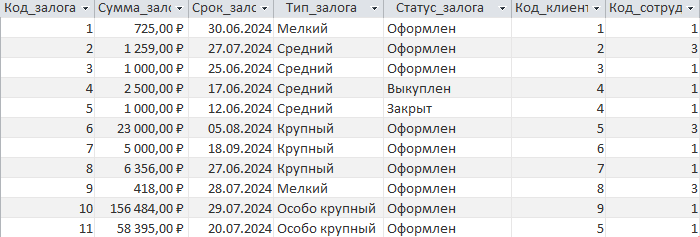 Код_залога Сумма_зало Срок_зало Тип_залога Статус_залога Код_клиент Код_сотруд
1 725,00 ₽ 30.06.2024 Мелкий Оформлен 1 1
2 1 259,00 ₽ 27.07.2024 Средний Оформлен 2 3
3 1 000,00 ₽ 25.06.2024 Средний Оформлен 3 1
4 2 500,00 ₽ 17.06.2024 Средний Выкуплен 4 1
5 1 000,00 ₽ 12.06.2024 Средний Закрыт 4 1
6 23 000,00 ₽ 05.08.2024 Крупный Оформлен 5 3
7 5 000,00 ₽ 18.09.2024 Крупный Оформлен 6 1
8 6 356,00 ₽ 27.06.2024 Крупный Оформлен 7 1
9 418,00 ₽ 28.07.2024 Мелкий Оформлен 8 3
10 156 484,00 ₽ 29.07.2024 Особо крупный Оформлен 9 1
11 58 395,00 ₽ 20.07.2024 Особо крупный Оформлен 5 1